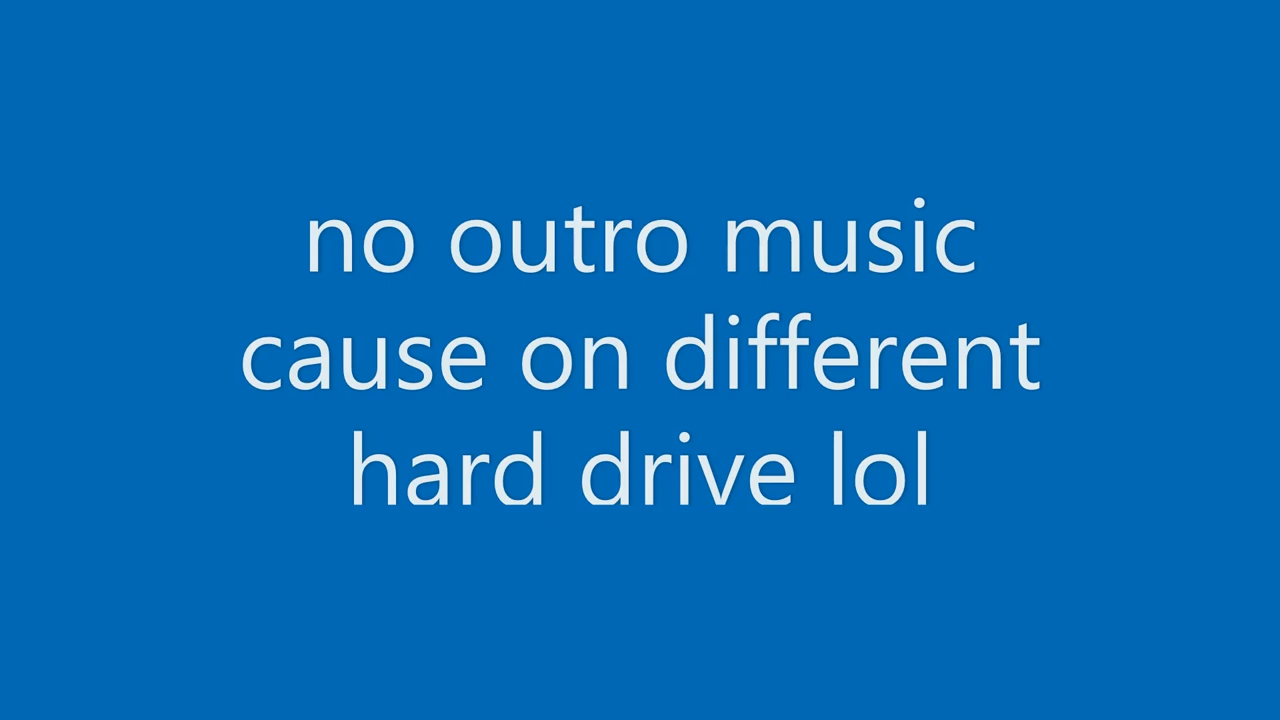 no outro music
cause on different
hard drive lol